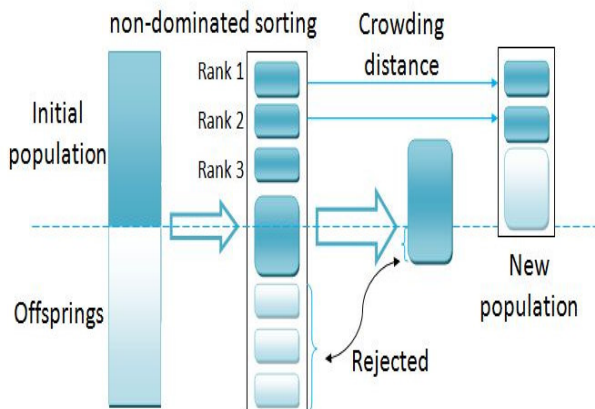 non-dominated sorting
Crowding
distance
Rank 1
Rank 2
Rank 3
Initial
population
Offsprings
Rejected
New
population